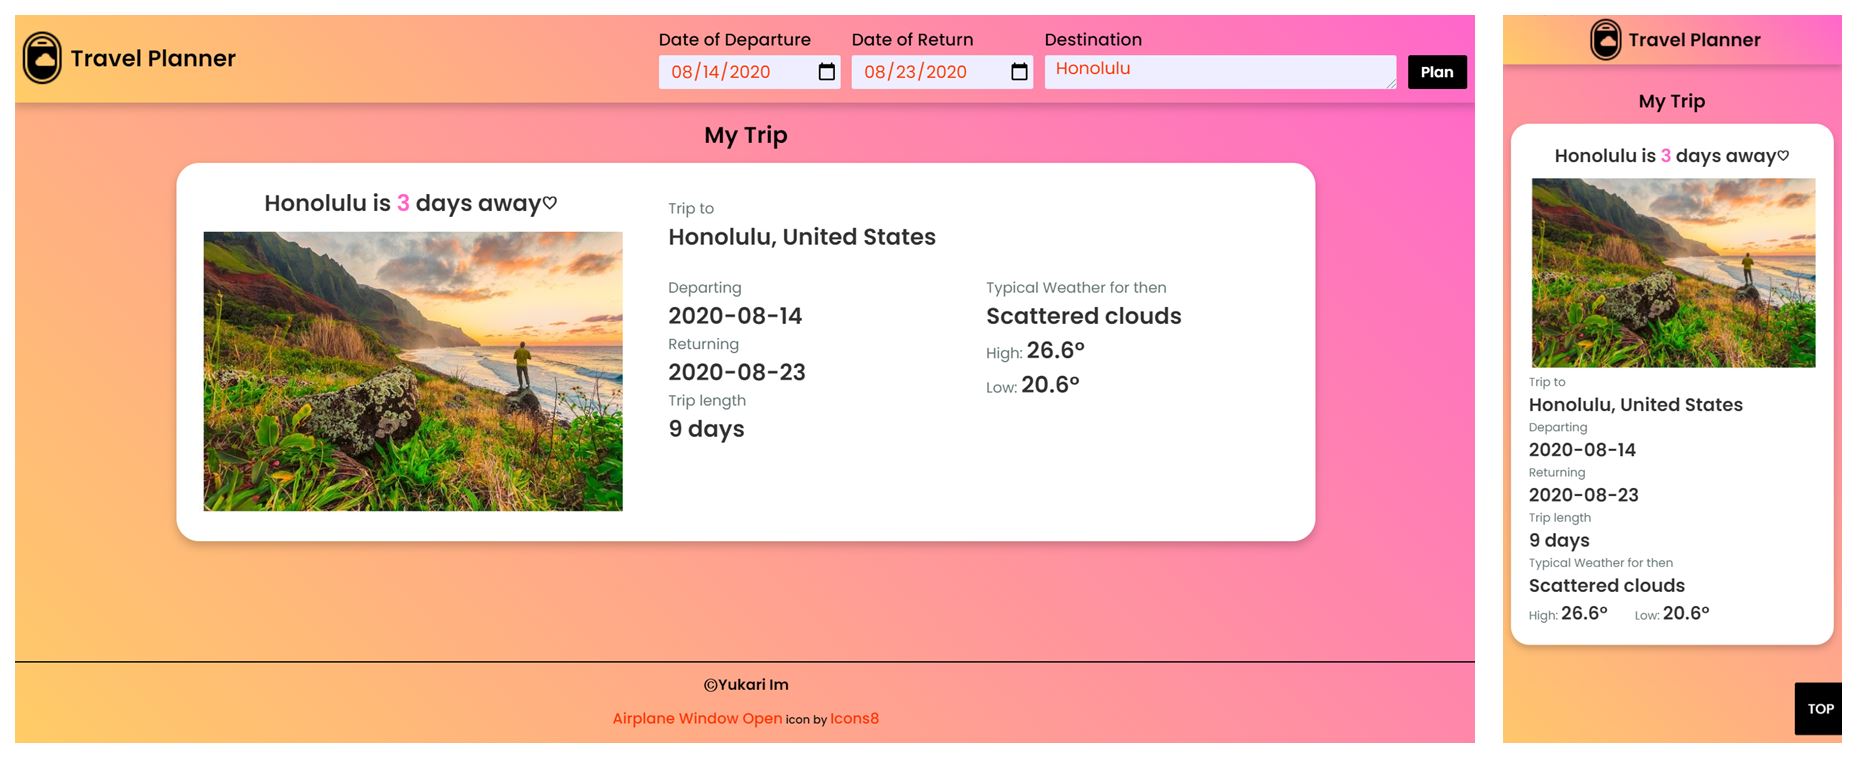 Travel Planner
Date of Departure
08/14/2020
Date of Return
08/23/2020
Destination
Honolulu
Plan
My Trip
Honolulu is 3 days away♡
Trip to
Honolulu, United States
Departing
2020-08-14
Returning
2020-08-23
Trip length
9 days
Typical Weather for then
Scattered clouds
High: 26.6°
Low: 20.6°
©Yukari Im
Airplane Window Open icon by Icons8
Travel Planner
My Trip
Honolulu is 3 days away♡
Trip to
Honolulu, United States
Departing
2020-08-14
Returning
2020-08-23
Trip length
9 days
Typical Weather for then
Scattered clouds
High: 26.6° Low: 20.6°
TOP